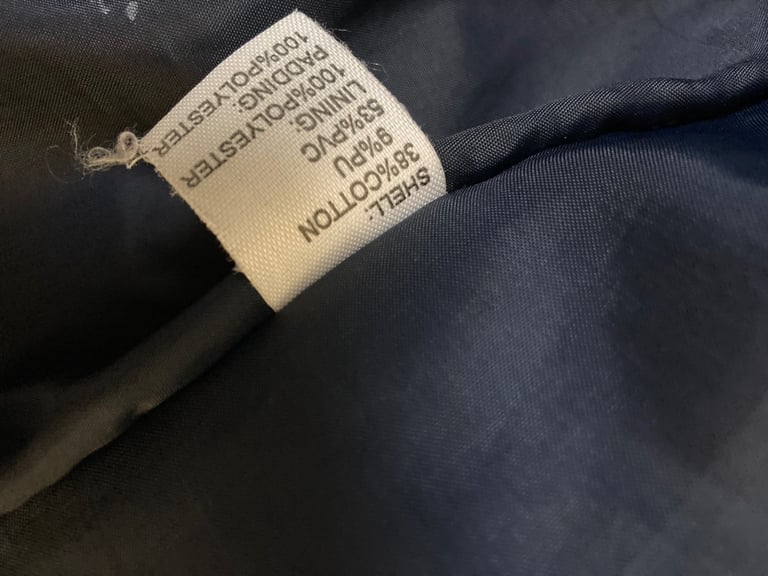 SHELL:
38%COTTON
9%PU
53%PVC
LINING:
100%POLYESTER
PADDING:
100%POLYESTER